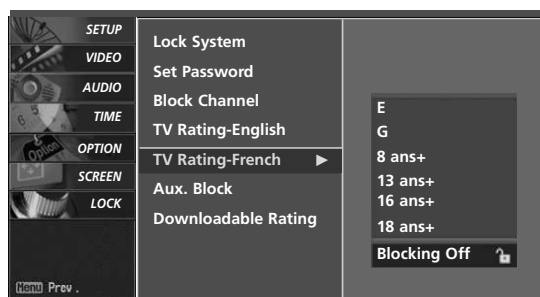 SETUP
VIDEO
AUDIO
TIME
OPTION
SCREEN
LOCK
Menu Prev.
Lock System
Set Password
Block Channel
TV Rating-English
TV Rating-French ▶
Aux. Block
Downloadable Rating
E
G
8 ans+
13 ans+
16 ans+
18 ans+
Blocking Off